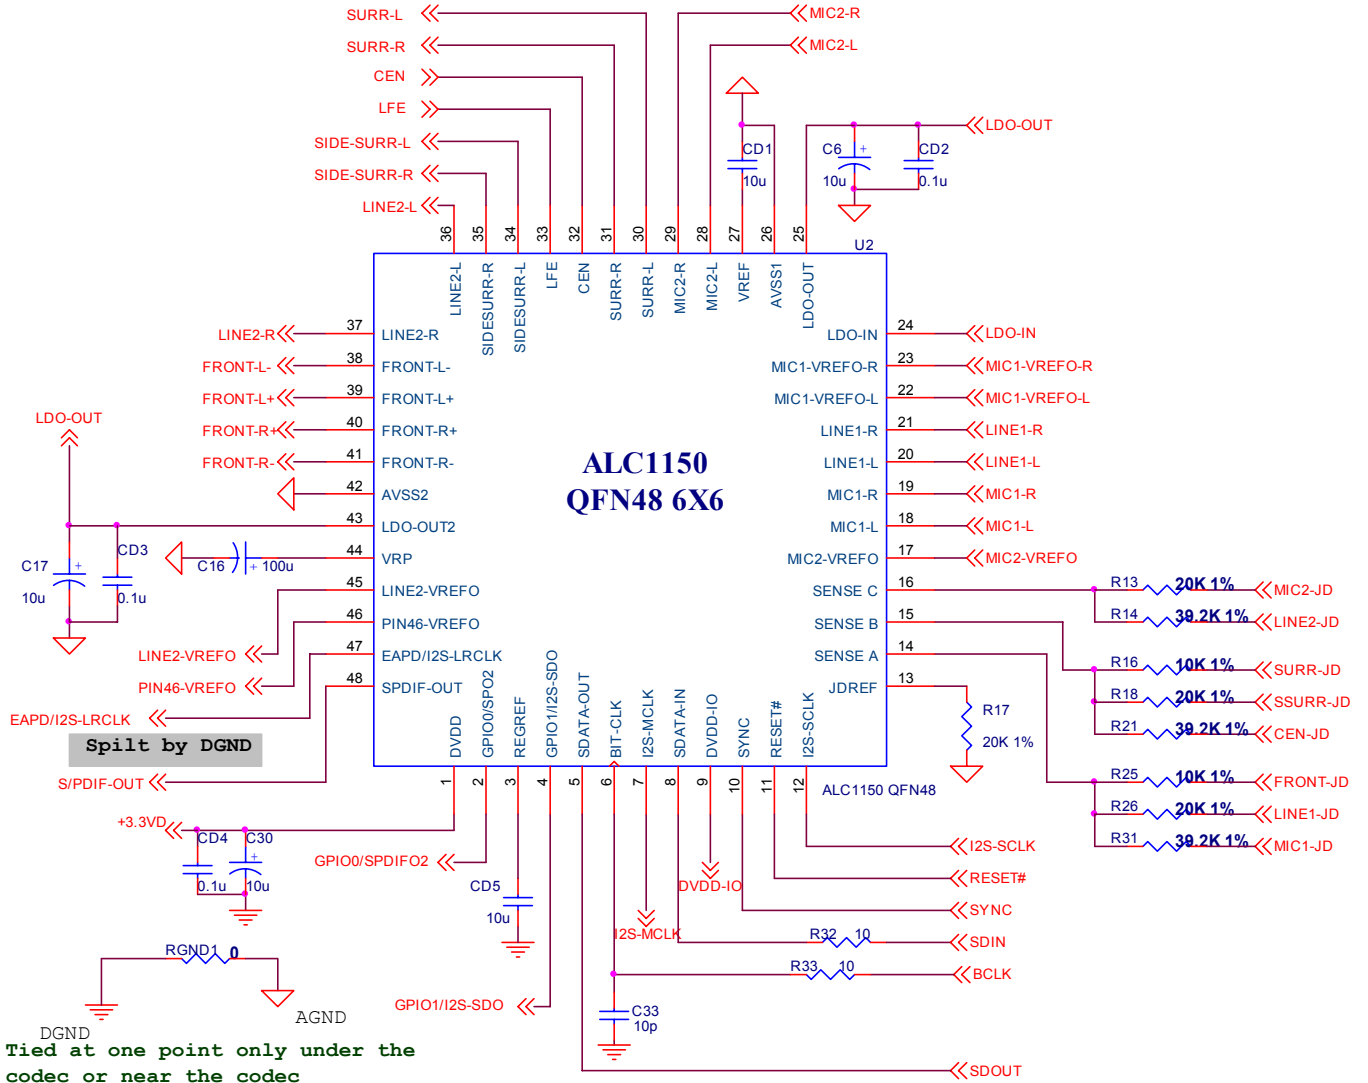 SURR-L
SURR-R
CEN
LFE
SIDE-SURR-L
SIDE-SURR-R
LINE2-L
MIC2-R
MIC2-L
LDO-OUT
CD1
10u
C6
+
10u
CD2
0.1u
36
35
34
33
32
31
30
29
28
27
26
25
U2
LINE2-L
SIDESURR-R
SIDESURR-L
LFE
CEN
SURR-R
SURR-L
MIC2-R
MIC2-L
VREF
AVSS1
LDO-OUT
LINE2-R 37 LINE2-R
FRONT-L- 38 FRONT-L-
FRONT-L+ 39 FRONT-L+
FRONT-R+ 40 FRONT-R+
FRONT-R- 41 FRONT-R-
42 AVSS2
43 LDO-OUT2
44 VRP
45 LINE2-VREFO
46 PIN46-VREFO
47 EAPD/I2S-LRCLK
48 SPDIF-OUT
LDO-OUT
C17
+
10u
CD3
0.1u
C16
+ 100u
LINE2-VREFO
PIN46-VREFO
EAPD/I2S-LRCLK
Spilt by DGND
S/PDIF-OUT
ALC1150
QFN48 6X6
LDO-IN 24 LDO-IN
MIC1-VREFO-R 23 MIC1-VREFO-R
MIC1-VREFO-L 22 MIC1-VREFO-L
LINE1-R 21 LINE1-R
LINE1-L 20 LINE1-L
MIC1-R 19 MIC1-R
MIC1-L 18 MIC1-L
MIC2-VREFO 17 MIC2-VREFO
SENSE C 16
SENSE B 15
SENSE A 14
JDREF 13
R13 20K 1% MIC2-JD
R14 39.2K 1% LINE2-JD
R16 10K 1% SURR-JD
R18 20K 1% SSURR-JD
R21 39.2K 1% CEN-JD
R25 10K 1% FRONT-JD
R26 20K 1% LINE1-JD
R31 39.2K 1% MIC1-JD
R17
20K 1%
DVDD
GPIO0/SPO2
REGREF
GPIO1/I2S-SDO
SDATA-OUT
BIT-CLK
I2S-MCLK
SDATA-IN
DVDD-IO
SYNC
RESET#
I2S-SCLK
1
2
3
4
5
6
7
8
9
10
11
12
ALC1150 QFN48
+3.3VD
CD4
0.1u
C30
+
10u
GPIO0/SPDIFO2
CD5
10u
I2S-MCLK
DVDD-IO
I2S-SCLK
RESET#
SYNC
R32 10 SDIN
R33 10 BCLK
GPIO1/I2S-SDO
C33
10p
SDOUT
RGND1 0
DGND
AGND
Tied at one point only under the
codec or near the codec